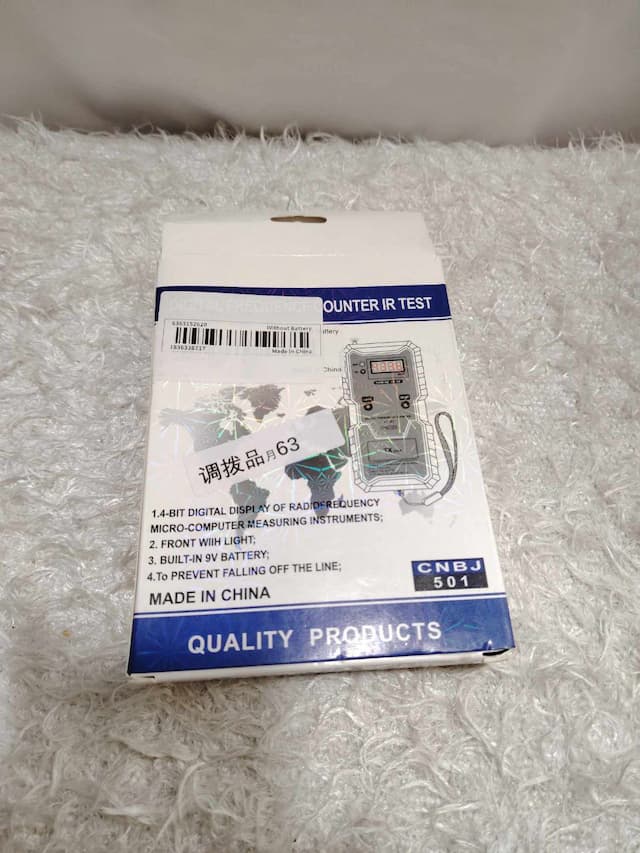 COUNTER IR TEST
Without Battery
Made In China
China
调拨品月63
1.4-BIT DIGITAL DISPLAY OF RADIOFREQUENCY
MICRO-COMPUTER MEASURING INSTRUMENTS;
2. FRONT WIIH LIGHT;
3. BUILT-IN 9V BATTERY;
4.To PREVENT FALLING OFF THE LINE;
MADE IN CHINA
CNBJ
501
QUALITY PRODUCTS